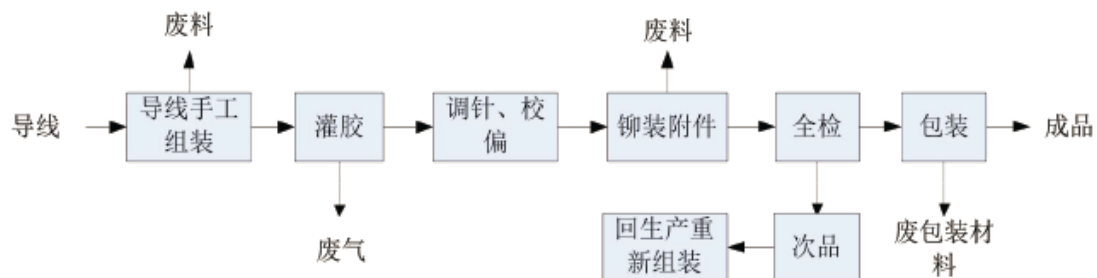 废料
废料
导线
导线手工
组装
灌胶
调针、校
偏
铆装附件
全检
包装
成品
废气
回生产重
新组装
次品
废包装材
料